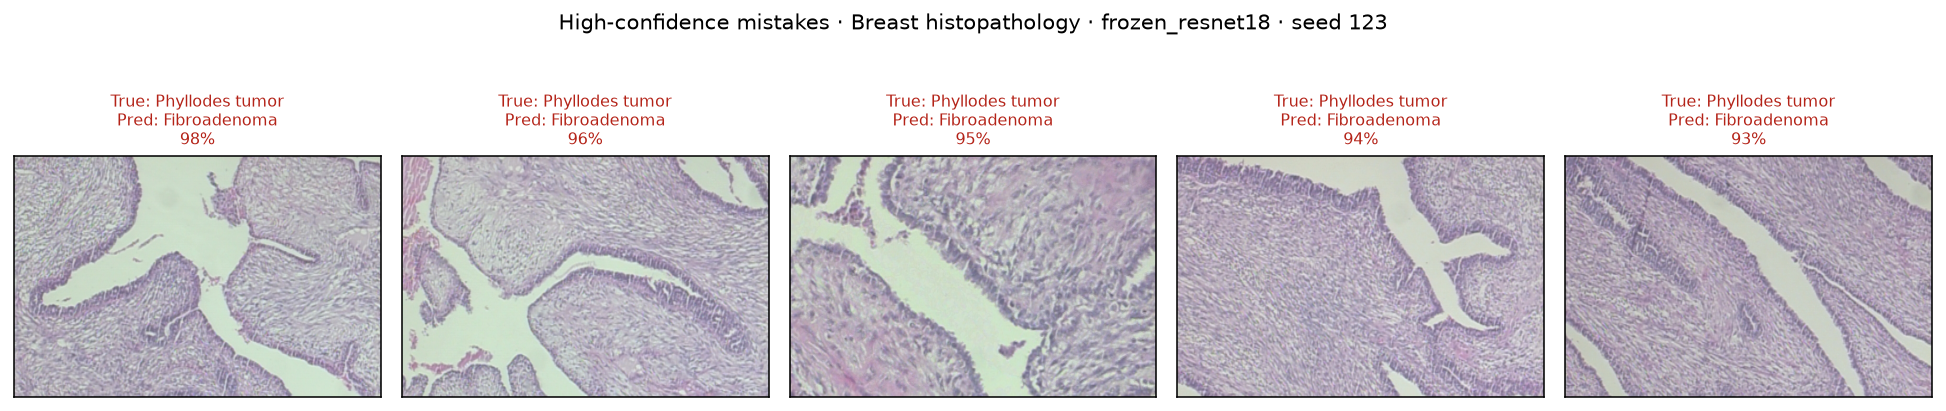 High-confidence mistakes · Breast histopathology · frozen_resnet18 · seed 123
True: Phyllodes tumor
Pred: Fibroadenoma
98%
True: Phyllodes tumor
Pred: Fibroadenoma
96%
True: Phyllodes tumor
Pred: Fibroadenoma
95%
True: Phyllodes tumor
Pred: Fibroadenoma
94%
True: Phyllodes tumor
Pred: Fibroadenoma
93%